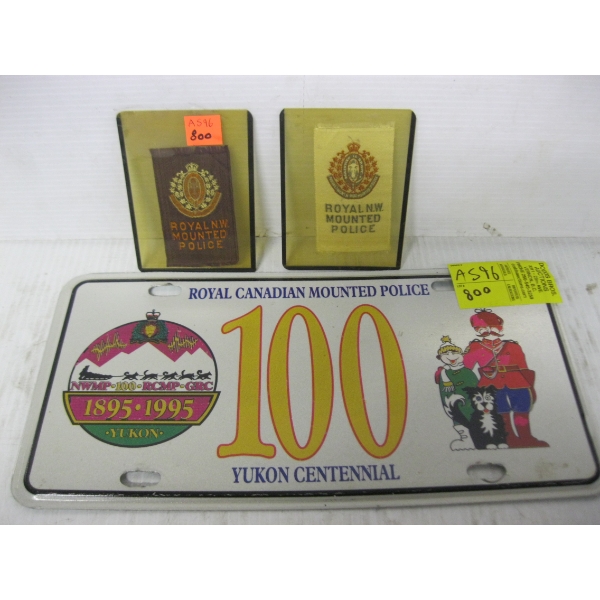 AS96
800
ROYAL N.W.
MOUNTED
POLICE
ROYAL N.W.
MOUNTED
POLICE
AS96
800
ROYAL CANADIAN MOUNTED POLICE
100
NWMP·100·RCMP·GRC
1895·1995
·YUKON·
YUKON CENTENNIAL